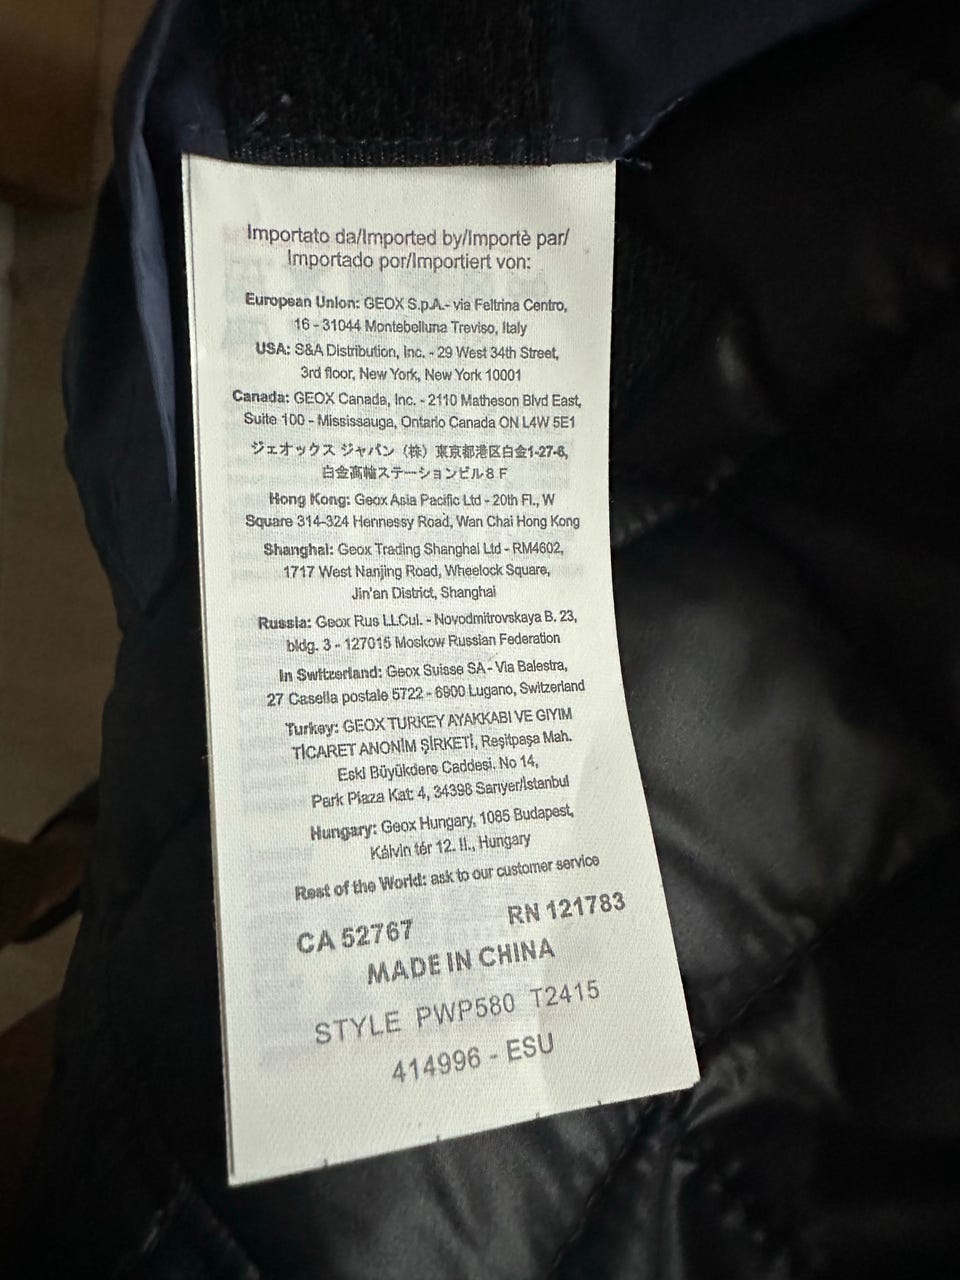 Importato da/Imported by/Importè par/
Importado por/Importiert von:
European Union: GEOX S.p.A.- via Feltrina Centro,
16 - 31044 Montebelluna Treviso, Italy
USA: S&A Distribution, Inc. - 29 West 34th Street,
3rd floor, New York, New York 10001
Canada: GEOX Canada, Inc. - 2110 Matheson Blvd East,
Suite 100 - Mississauga, Ontario Canada ON L4W 5E1
ジェオックス ジャパン（株）東京都港区白金1-27-6,
白金高輪ステーションビル８Ｆ
Hong Kong: Geox Asia Pacific Ltd - 20th Fl., W
Square 314-324 Hennessy Road, Wan Chai Hong Kong
Shanghai: Geox Trading Shanghai Ltd - RM4602,
1717 West Nanjing Road, Wheelock Square,
Jin'an District, Shanghai
Russia: Geox Rus LLCul. - Novodmitrovskaya B. 23,
bldg. 3 - 127015 Moskow Russian Federation
In Switzerland: Geox Suisse SA - Via Balestra,
27 Casella postale 5722 - 6900 Lugano, Switzerland
Turkey: GEOX TURKEY AYAKKABI VE GIYIM
TİCARET ANONİM ŞİRKETİ, Reşitpaşa Mah.
Eski Büyükdere Caddesi. No 14,
Park Plaza Kat: 4, 34398 Sarıyer/İstanbul
Hungary: Geox Hungary, 1085 Budapest,
Kálvin tér 12. II., Hungary
Rest of the World: ask to our customer service
CA 52767 RN 121783
MADE IN CHINA
STYLE PWP580 T2415
414996 - ESU